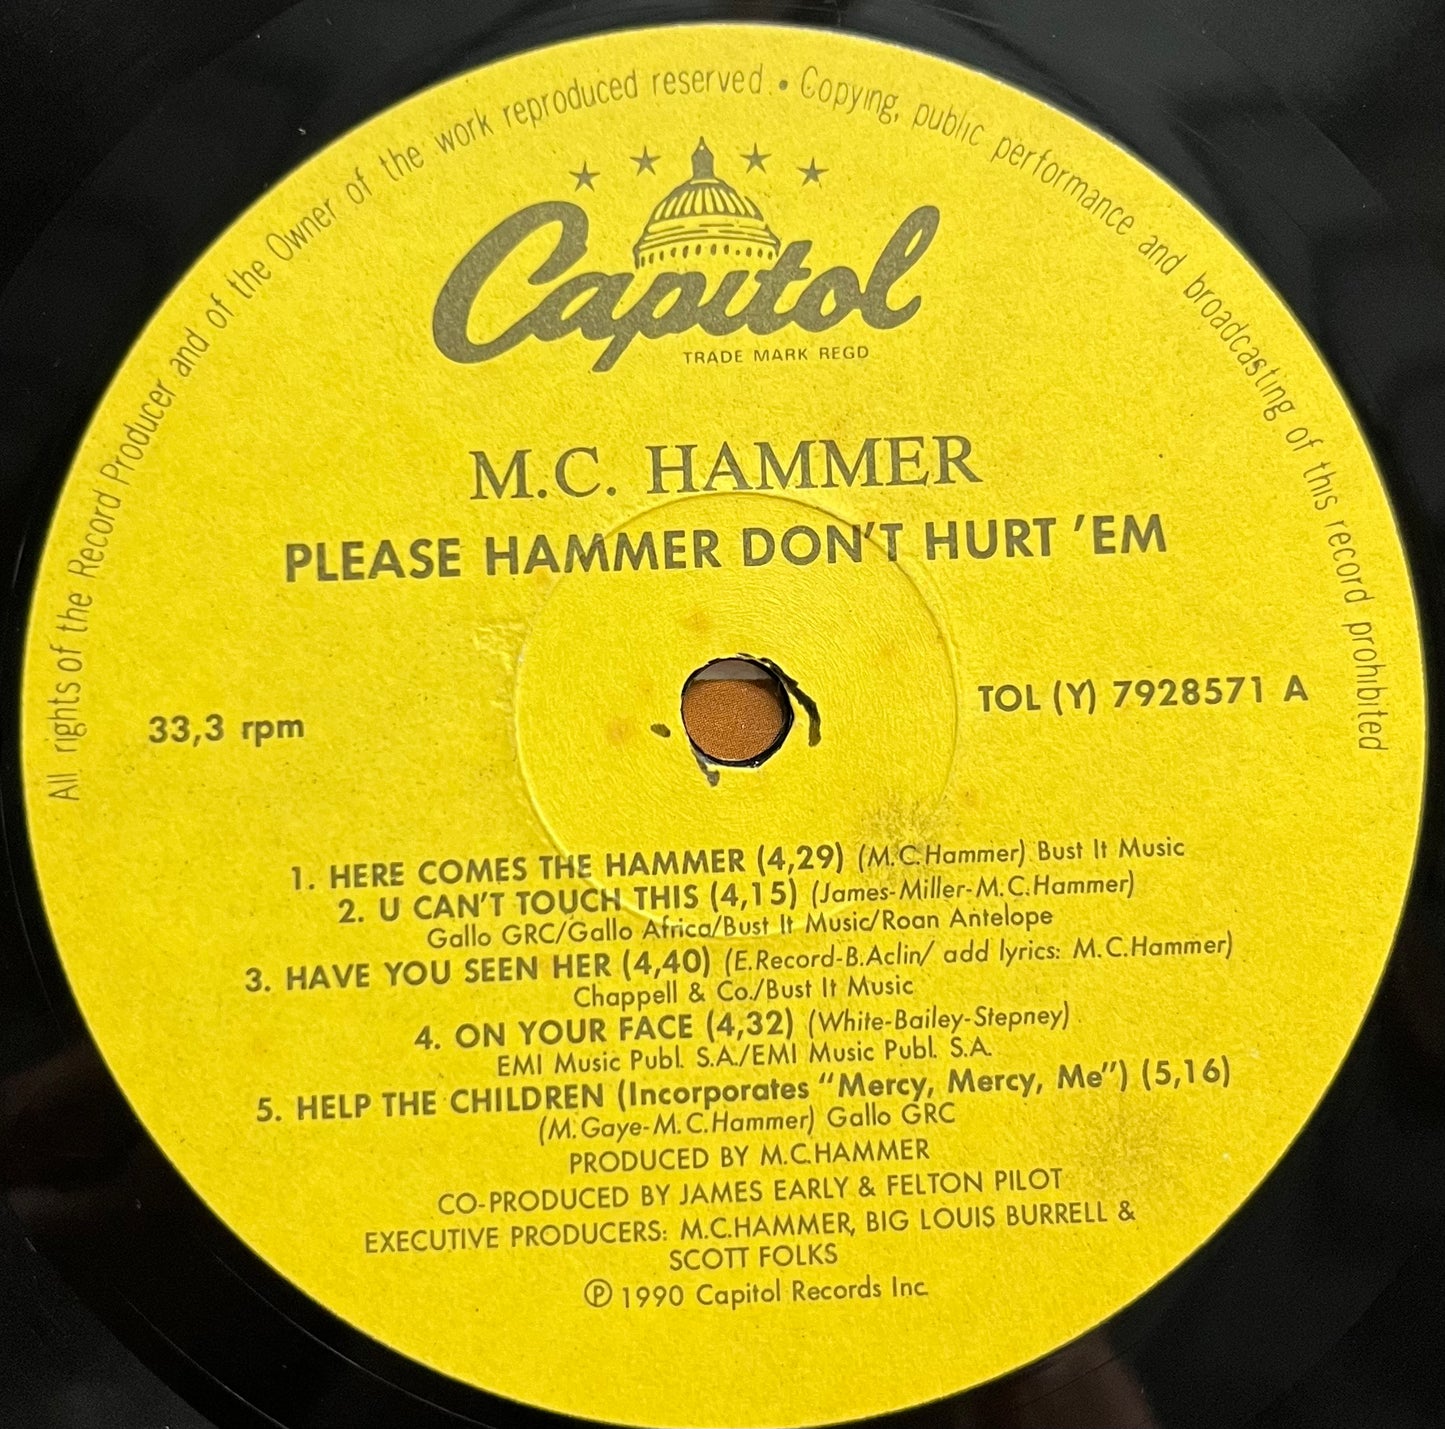 All rights of the Record Producer and of the Owner of the work reproduced reserved. • Copying, public performance and broadcasting of this record prohibited
Capitol
TRADE MARK REGD
M.C. HAMMER
PLEASE HAMMER DON'T HURT 'EM
33,3 rpm
TOL (Y) 7928571 A
1. HERE COMES THE HAMMER (4,29) (M.C.Hammer) Bust It Music
2. U CAN'T TOUCH THIS (4,15) (James-Miller-M.C.Hammer)
Gallo GRC/Gallo Africa/Bust It Music/Roan Antelope
3. HAVE YOU SEEN HER (4,40) (E.Record-B.Aclin/ add lyrics: M.C.Hammer)
Chappell & Co./Bust It Music
4. ON YOUR FACE (4,32) (White-Bailey-Stepney)
EMI Music Publ. S.A./EMI Music Publ. S.A.
5. HELP THE CHILDREN (Incorporates "Mercy, Mercy, Me") (5,16)
(M.Gaye-M.C.Hammer) Gallo GRC
PRODUCED BY M.C.HAMMER
CO-PRODUCED BY JAMES EARLY & FELTON PILOT
EXECUTIVE PRODUCERS: M.C.HAMMER, BIG LOUIS BURRELL &
SCOTT FOLKS
℗ 1990 Capitol Records Inc